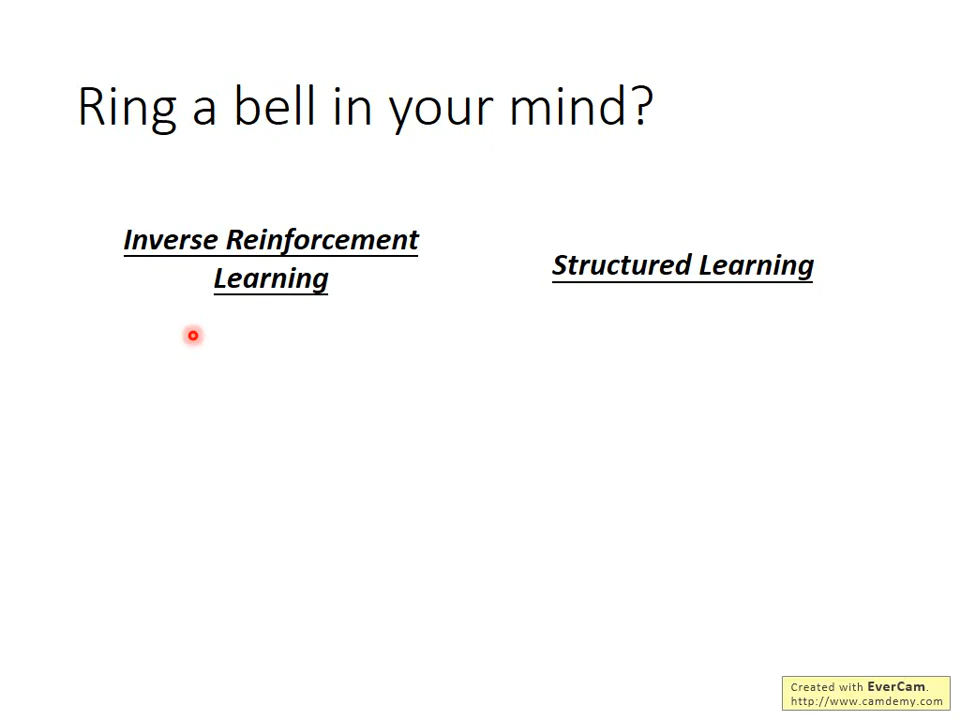 Ring a bell in your mind?
Inverse Reinforcement
Learning
Structured Learning
Created with EverCam.
http://www.camdemy.com